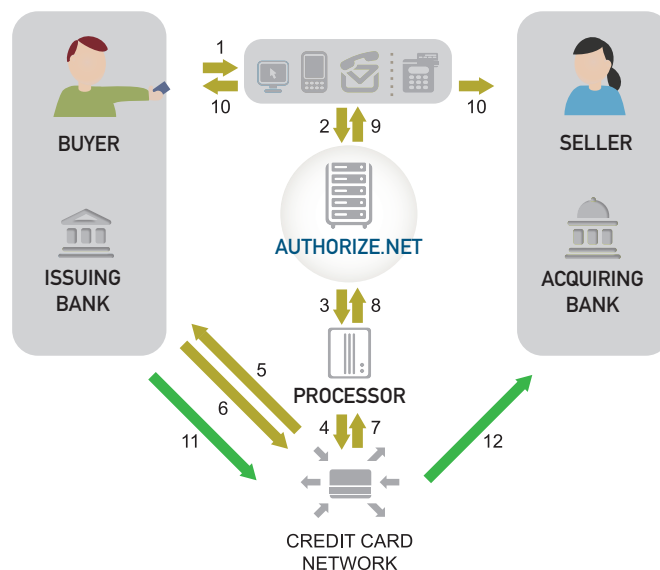 1
10
10
BUYER
SELLER
2
9
AUTHORIZE.NET
ISSUING
BANK
ACQUIRING
BANK
3
8
PROCESSOR
5
6
4
7
11
12
CREDIT CARD
NETWORK